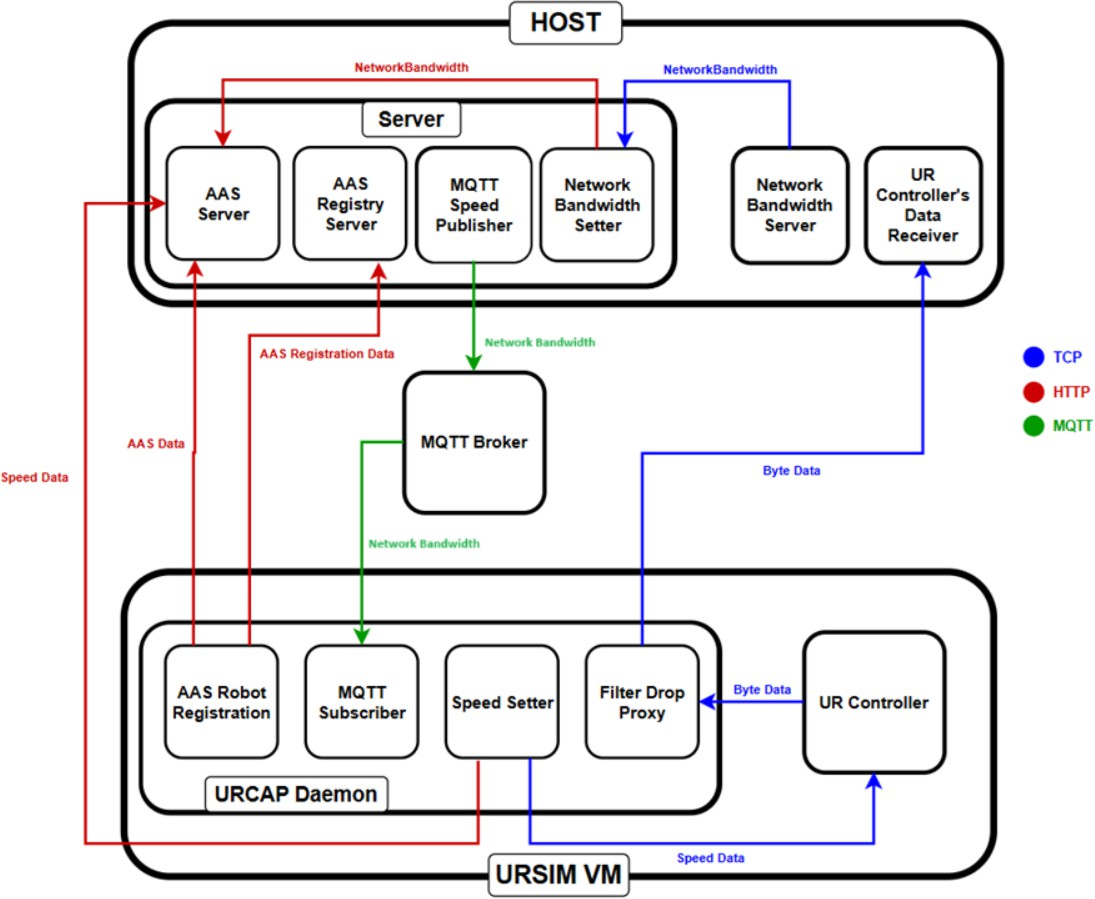 HOST
NetworkBandwidth
NetworkBandwidth
Server
AAS
Server
AAS
Registry
Server
MQTT
Speed
Publisher
Network
Bandwidth
Setter
Network
Bandwidth
Server
UR
Controller's
Data
Receiver
Network Bandwidth
AAS Registration Data
TCP
HTTP
MQTT
MQTT Broker
AAS Data
Speed Data
Byte Data
Network Bandwidth
AAS Robot
Registration
MQTT
Subscriber
Speed Setter
Filter Drop
Proxy
Byte Data
UR Controller
URCAP Daemon
Speed Data
URSIM VM